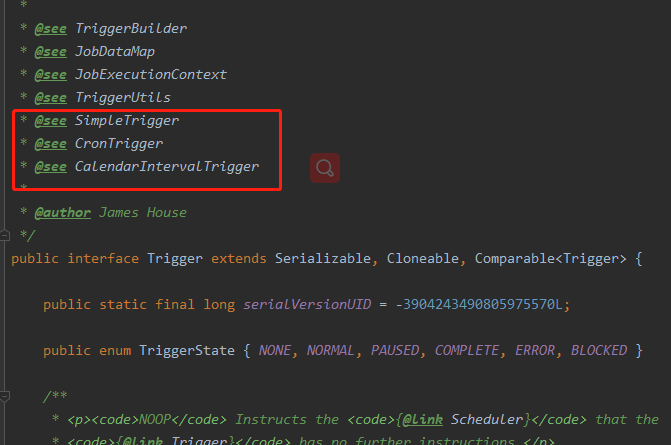 *
* @see TriggerBuilder
* @see JobDataMap
* @see JobExecutionContext
* @see TriggerUtils
* @see SimpleTrigger
* @see CronTrigger
* @see CalendarIntervalTrigger
*
* @author James House
*/
public interface Trigger extends Serializable, Cloneable, Comparable<Trigger> {
public static final long serialVersionUID = -3904243490805975570L;
public enum TriggerState { NONE, NORMAL, PAUSED, COMPLETE, ERROR, BLOCKED }
/**
* <p><code>NOOP</code> Instructs the <code>{@link Scheduler}</code> that the
* <code>{@link Trigger}</code> has no further instructions.</p>